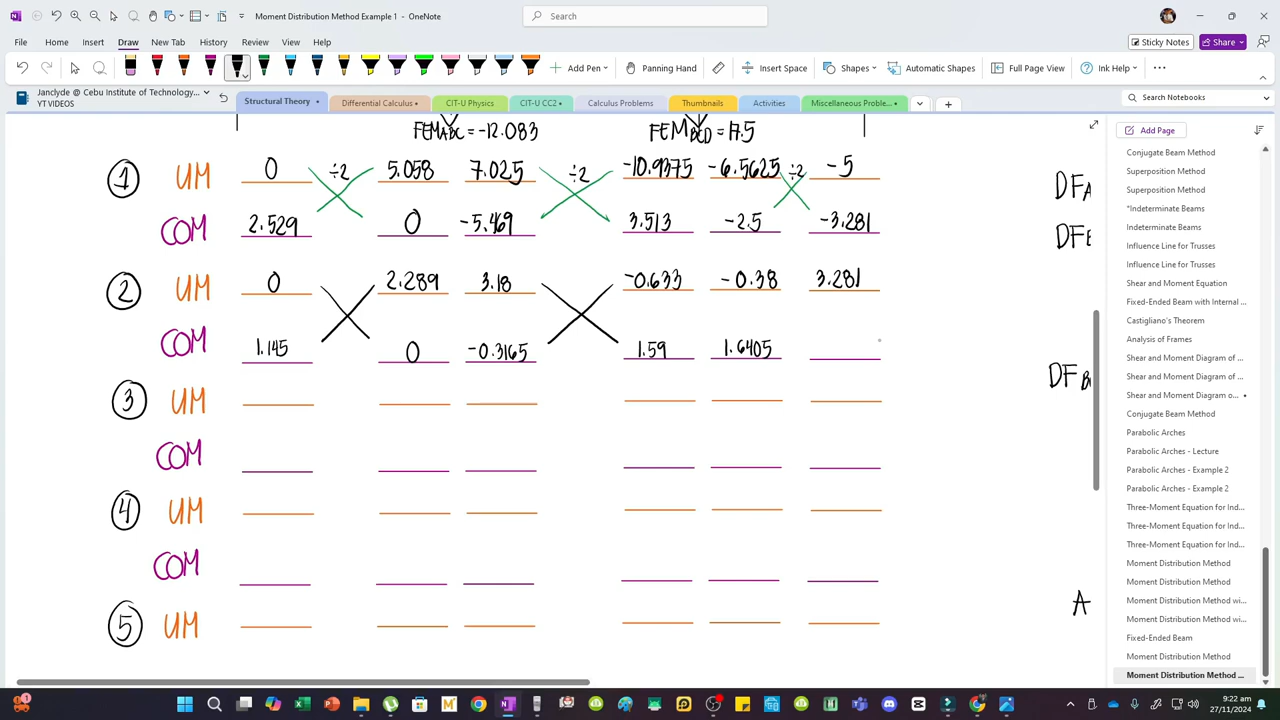 Moment Distribution Method Example 1 - OneNote
Search
File Home Insert Draw New Tab History Review View Help
Sticky Notes Share
Add Pen Panning Hand Insert Space Shapes Automatic Shapes Full Page View Ink Help
Janclyde @ Cebu Institute of Technology...
YT VIDEOS
Structural Theory Differential Calculus CIT-U Physics CIT-U CC2 Calculus Problems Thumbnails Activities Miscellaneous Proble...
Search Notebooks
Add Page
FEM = -12.083 FEM = 17.5
1 UM 0 ÷2 5.058 7.025 ÷2 -10.9375 -6.5625 ÷2 -5
COM 2.529 0 -5.469 3.513 -2.5 -3.281
2 UM 0 2.289 3.18 -0.633 -0.38 3.281
COM 1.145 0 -0.3165 1.59 1.6405
3 UM
COM
4 UM
COM
5 UM
DFA
DF
DF
A
Conjugate Beam Method
Superposition Method
Superposition Method
*Indeterminate Beams
Indeterminate Beams
Influence Line for Trusses
Influence Line for Trusses
Shear and Moment Equation
Fixed-Ended Beam with Internal ...
Castigliano's Theorem
Analysis of Frames
Shear and Moment Diagram of ...
Shear and Moment Diagram of ...
Shear and Moment Diagram o...
Conjugate Beam Method
Parabolic Arches
Parabolic Arches - Lecture
Parabolic Arches - Example 2
Parabolic Arches - Example 2
Three-Moment Equation for Ind...
Three-Moment Equation for Ind...
Three-Moment Equation for Ind...
Moment Distribution Method
Moment Distribution Method
Moment Distribution Method wi...
Moment Distribution Method wi...
Fixed-Ended Beam
Moment Distribution Method
Moment Distribution Method ...
9:22 am
27/11/2024